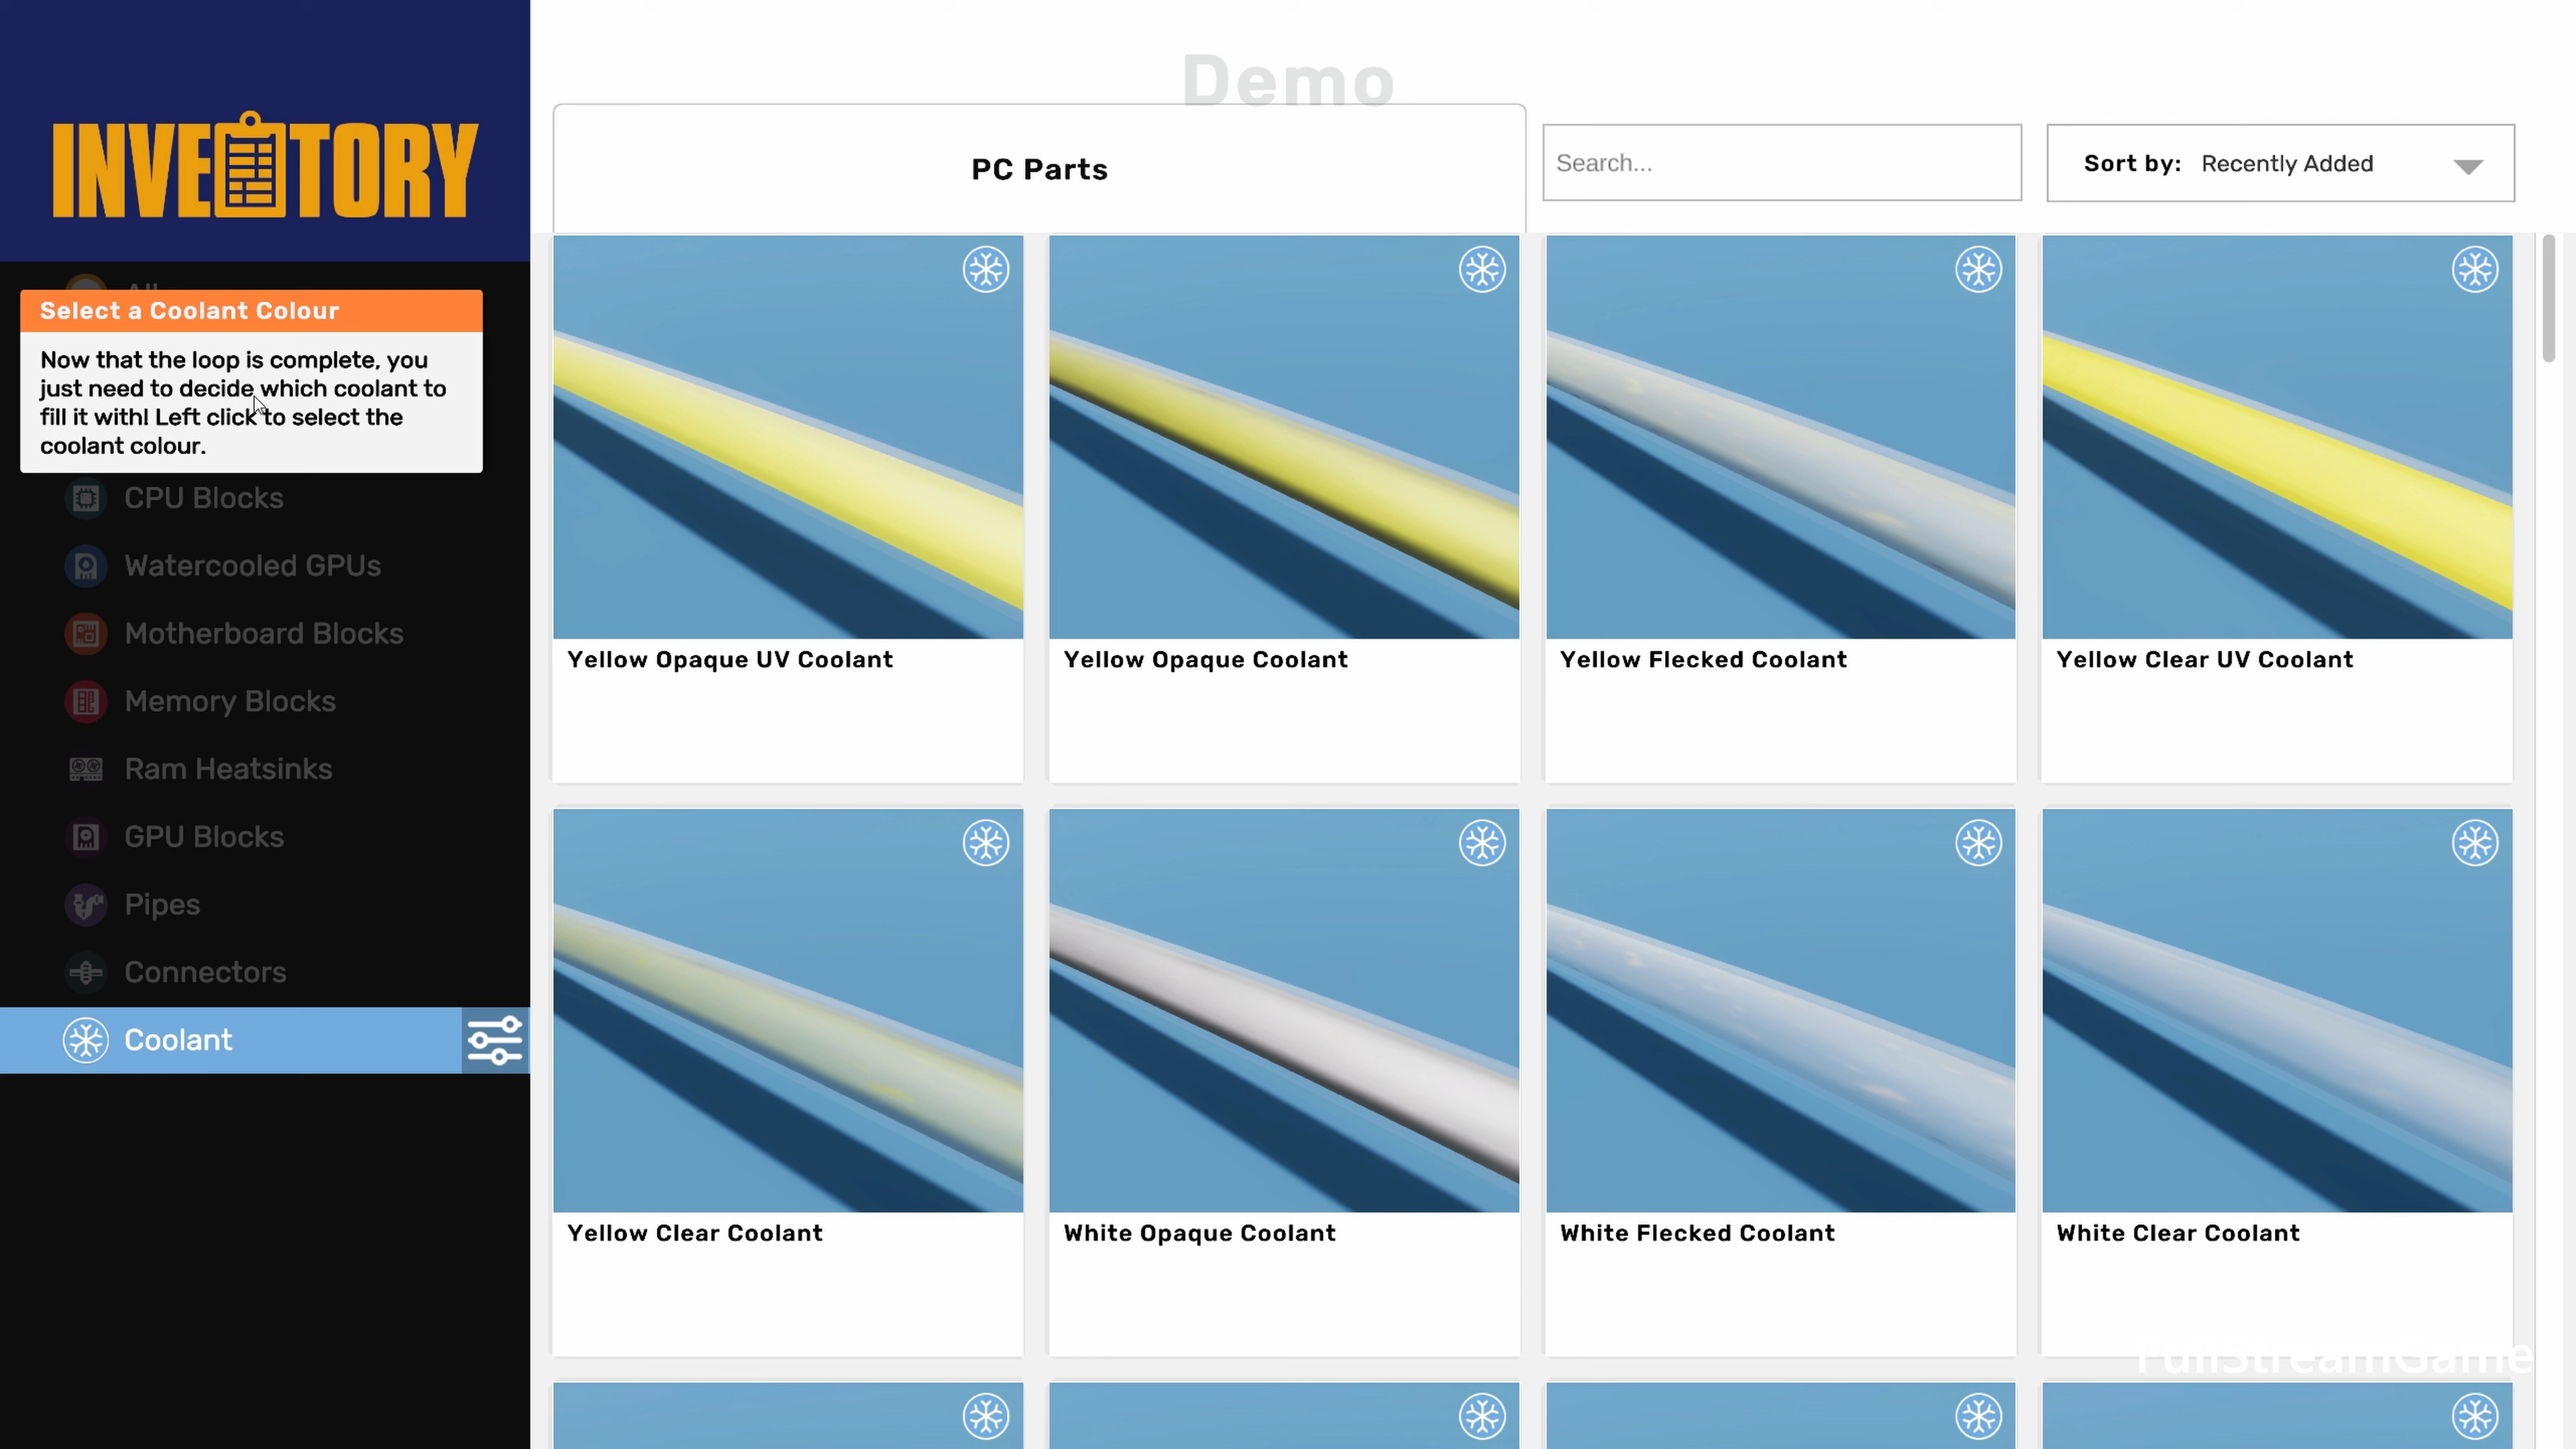 Demo
INVENTORY
PC Parts
Search...
Sort by: Recently Added
All
Select a Coolant Colour
Now that the loop is complete, you
just need to decide which coolant to
fill it with! Left click to select the
coolant colour.
CPU Blocks
Watercooled GPUs
Motherboard Blocks
Memory Blocks
Ram Heatsinks
GPU Blocks
Pipes
Connectors
Coolant
Yellow Opaque UV Coolant
Yellow Opaque Coolant
Yellow Flecked Coolant
Yellow Clear UV Coolant
Yellow Clear Coolant
White Opaque Coolant
White Flecked Coolant
White Clear Coolant
FullStreamGame